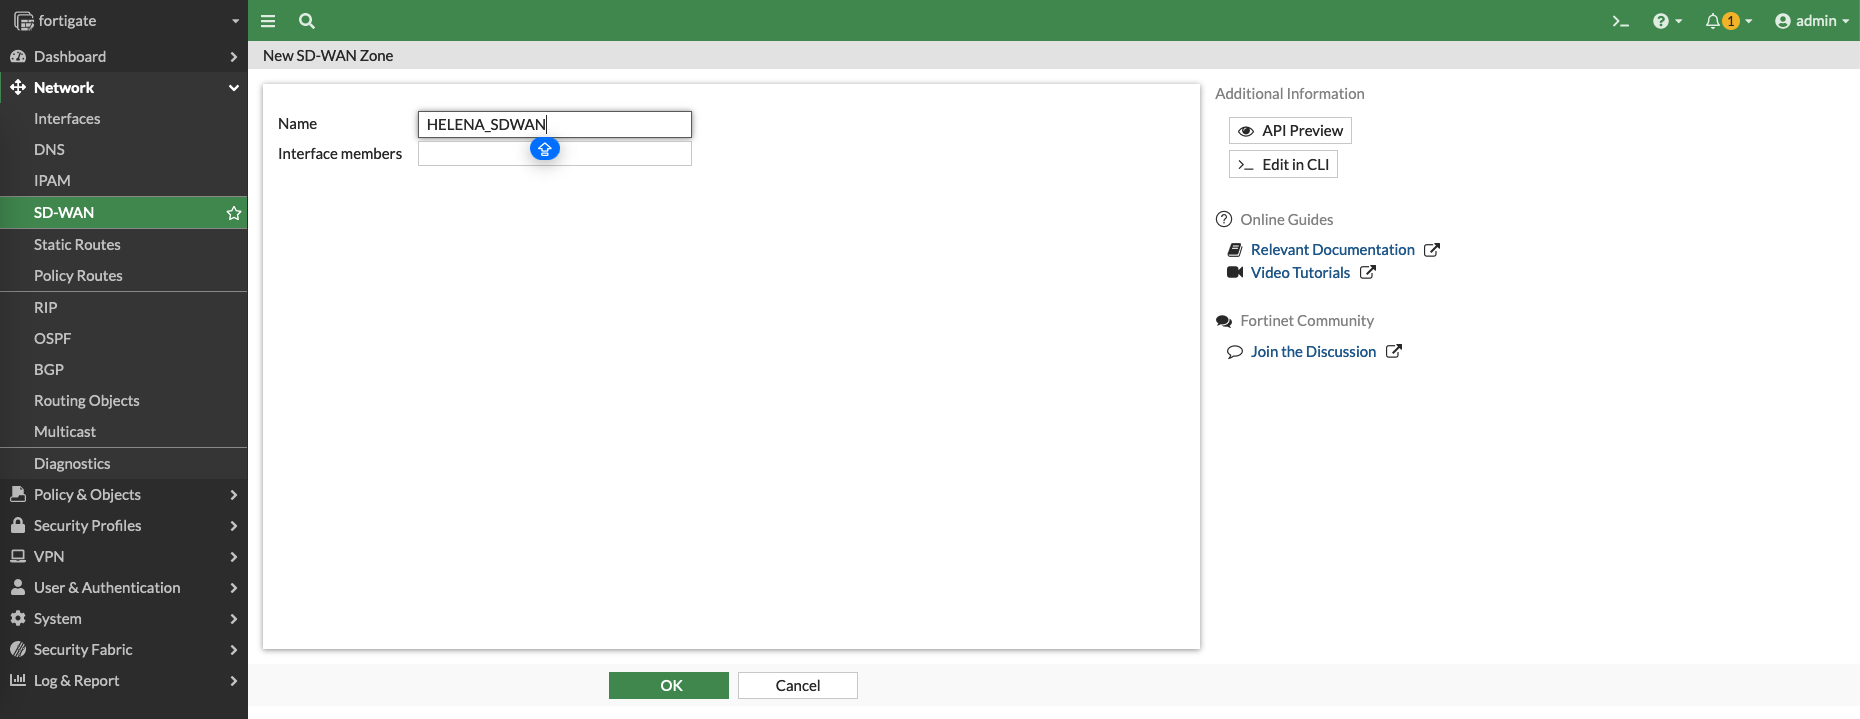 fortigate
1
admin
Dashboard
Network
Interfaces
DNS
IPAM
SD-WAN
Static Routes
Policy Routes
RIP
OSPF
BGP
Routing Objects
Multicast
Diagnostics
Policy & Objects
Security Profiles
VPN
User & Authentication
System
Security Fabric
Log & Report
New SD-WAN Zone
Name HELENA_SDWAN
Interface members
OK Cancel
Additional Information
API Preview
Edit in CLI
Online Guides
Relevant Documentation
Video Tutorials
Fortinet Community
Join the Discussion